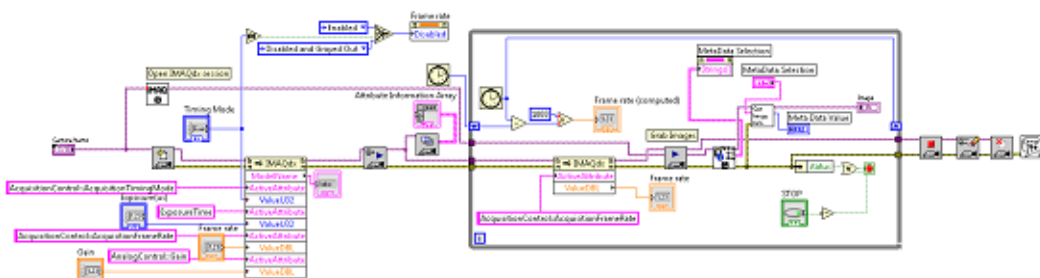 Frame rate
Enabled
Disabled
Disabled and Grayed Out
Open IMAQdx session
Timing Mode
Attribute Information Array
Camera Name
IMAQdx
ModelName
ActiveAttribute
ValueU32
ActiveAttribute
ValueU32
ActiveAttribute
ValueDBL
ActiveAttribute
ValueDBL
AcquisitionControl::AcquisitionTimingMode
Exposure(us)
ExposureTime
AcquisitionControl::AcquisitionFrameRate
Frame rate
AnalogControl::Gain
Gain
MetaData Selection
Strings[]
MetaData Selection
1000
Frame rate (computed)
Image
Meta Data Value
Grab Images
IMAQdx
ActiveAttribute
ValueDBL
Frame rate
AcquisitionControl::AcquisitionFrameRate
status
STOP
i